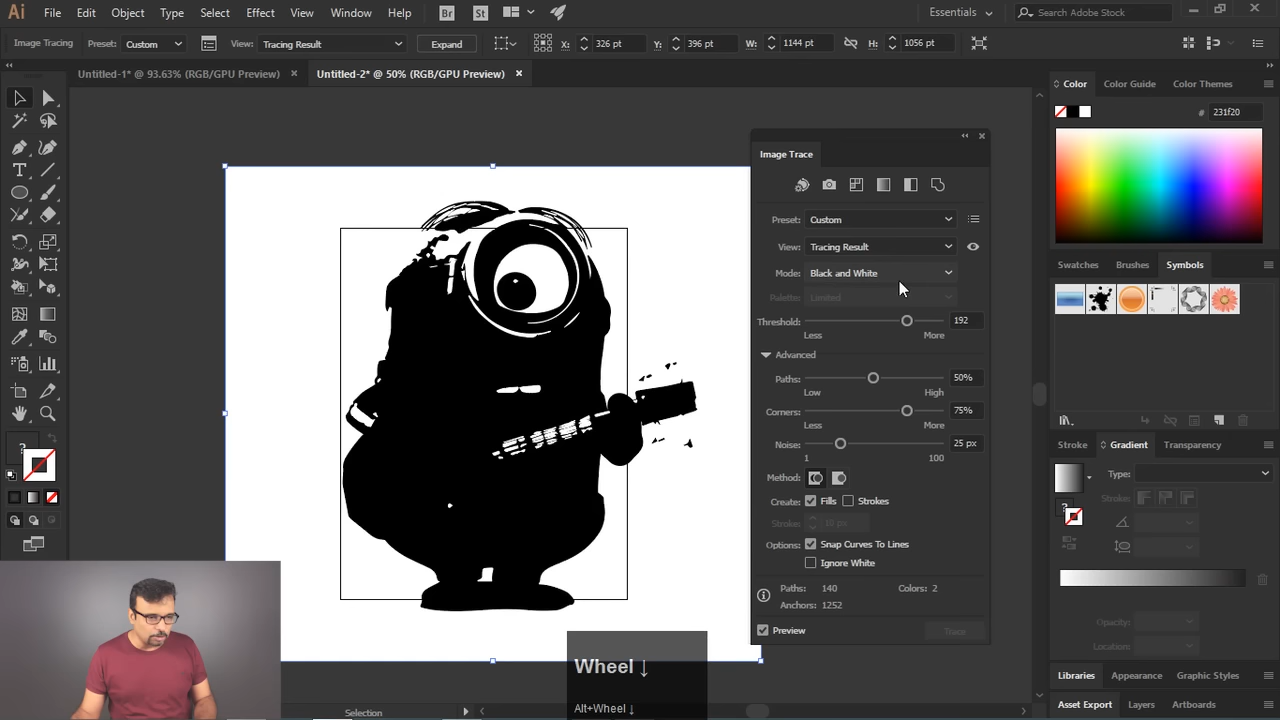 Ai File Edit Object Type Select Effect View Window Help Br St Essentials Search Adobe Stock
Image Tracing Preset: Custom View: Tracing Result Expand X: 326 pt Y: 396 pt W: 1144 pt H: 1056 pt
Untitled-1* @ 93.63% (RGB/GPU Preview) × Untitled-2* @ 50% (RGB/GPU Preview) ×
Color Color Guide Color Themes
# 231f20
Image Trace
Preset: Custom
View: Tracing Result
Mode: Black and White
Palette: Limited
Threshold: 192
Less More
Advanced
Paths: 50%
Low High
Corners: 75%
Less More
Noise: 25 px
1 100
Method:
Create: Fills Strokes
Stroke: 10 px
Options: Snap Curves To Lines
Ignore White
Paths: 140 Colors: 2
Anchors: 1252
Preview Trace
Swatches Brushes Symbols
Stroke Gradient Transparency
Type:
Stroke:
Opacity:
Location:
Libraries Appearance Graphic Styles
Asset Export Layers Artboards
Wheel ↓
Alt+Wheel ↓
Selection